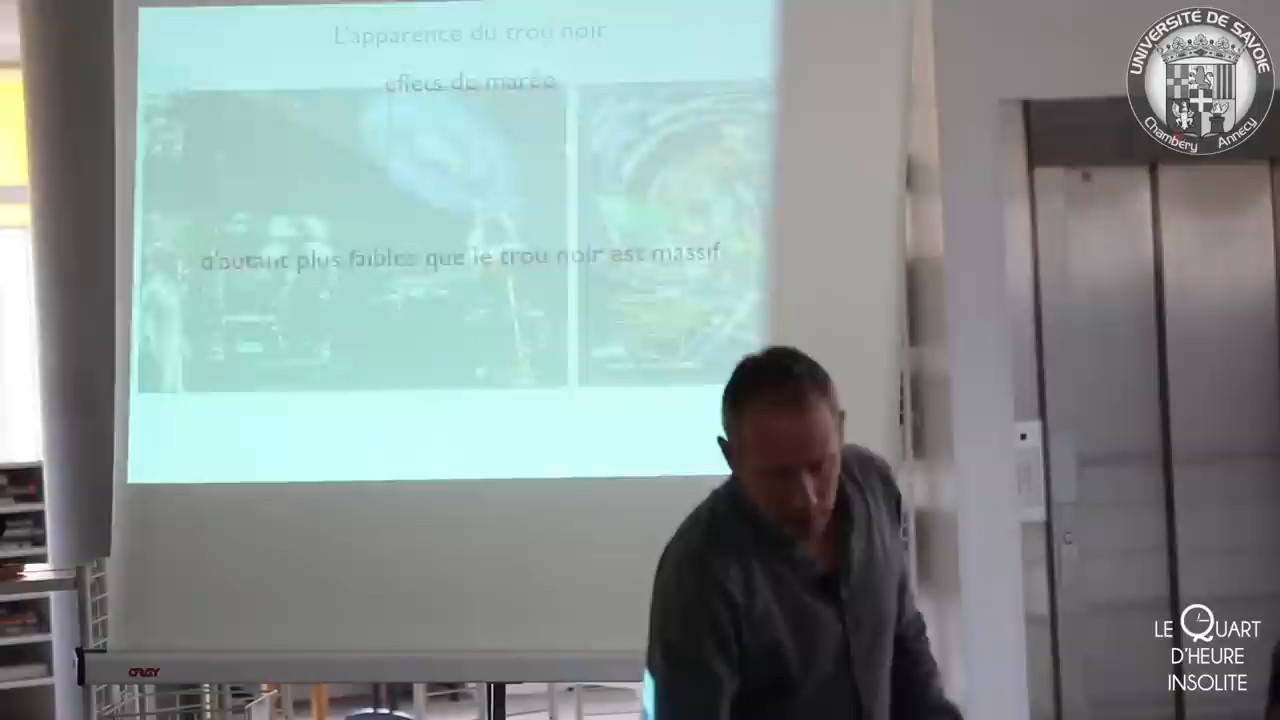 L'apparence du trou noir
effets de marée
d'autant plus faibles que le trou noir est massif
UNIVERSITÉ DE SAVOIE
Chambéry Annecy
ORAY
LE QUART
D'HEURE
INSOLITE